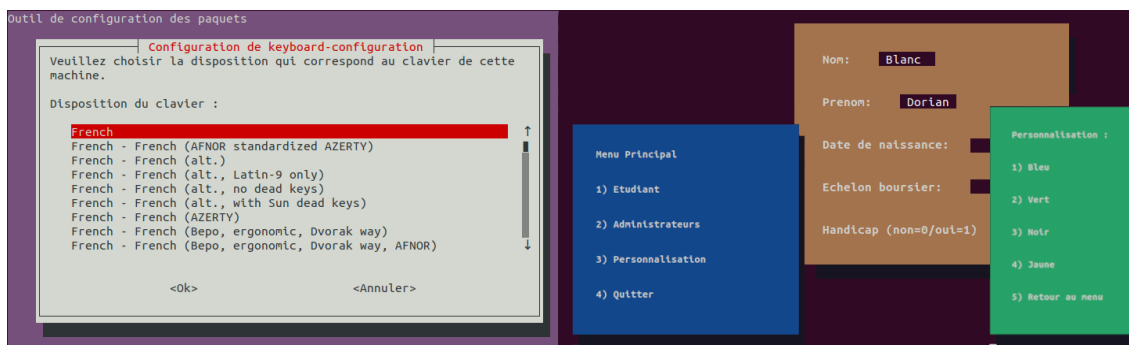 Outil de configuration des paquets
Configuration de keyboard-configuration
Veuillez choisir la disposition qui correspond au clavier de cette
machine.
Disposition du clavier :
French
French - French (AFNOR standardized AZERTY)
French - French (alt.)
French - French (alt., Latin-9 only)
French - French (alt., no dead keys)
French - French (alt., with Sun dead keys)
French - French (AZERTY)
French - French (Bepo, ergonomic, Dvorak way)
French - French (Bepo, ergonomic, Dvorak way, AFNOR)
<Ok> <Annuler>
Menu Principal
1) Etudiant
2) Administrateurs
3) Personnalisation
4) Quitter
Nom: Blanc
Prenom: Dorian
Date de naissance:
Echelon boursier:
Handicap (non=0/oui=1)
Personnalisation :
1) Bleu
2) Vert
3) Noir
4) Jaune
5) Retour au menu